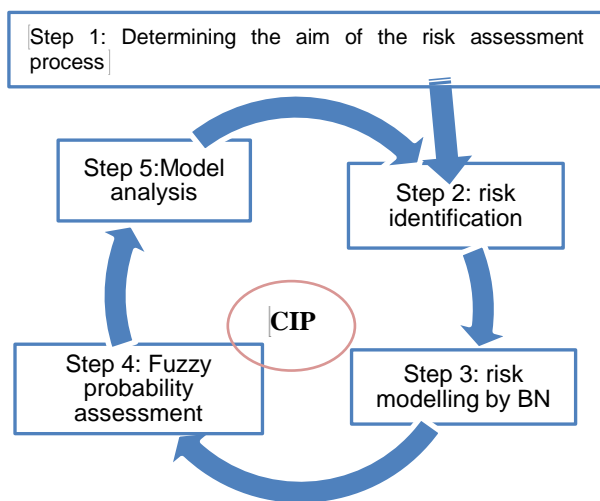 Step 1: Determining the aim of the risk assessment
process
Step 5:Model
analysis
Step 2: risk
identification
CIP
Step 4: Fuzzy
probability
assessment
Step 3: risk
modelling by BN